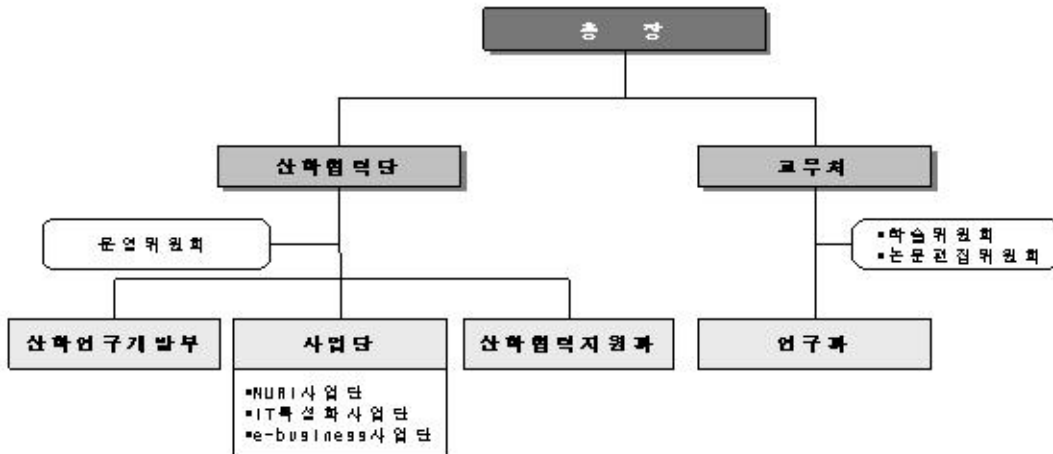 총 장
산학협력단
교무처
운영위원회
▪학술위원회
▪논문편집위원회
산학연구개발부
사업단
산학협력지원과
연구과
▪NURI사업단
▪IT특성화사업단
▪e-business사업단